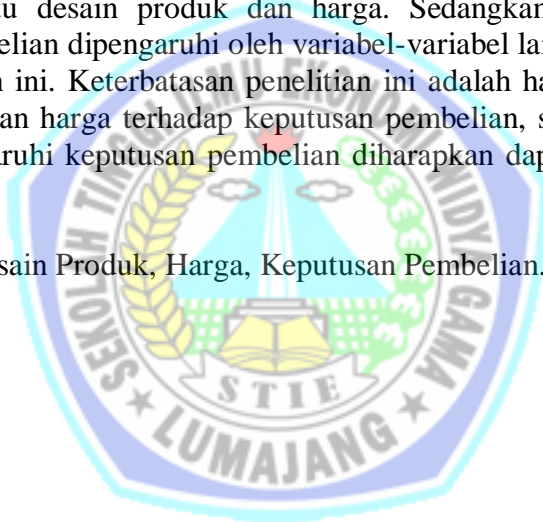 tu desain produk dan harga. Sedangkan
elian dipengaruhi oleh variabel-variabel lai
n ini. Keterbatasan penelitian ini adalah ha
an harga terhadap keputusan pembelian, s
aruhi keputusan pembelian diharapkan dap
sain Produk, Harga, Keputusan Pembelian.
SEKOLAH TINGGI ILMU EKONOMI WIDYA GAMA
STIE
LUMAJANG